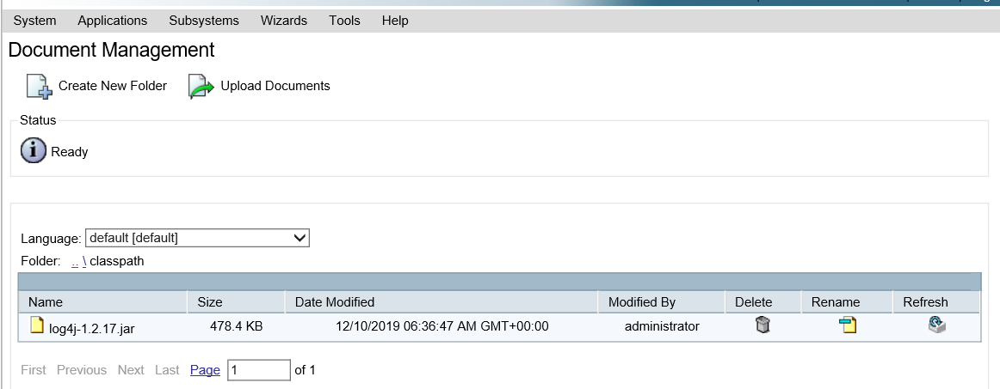 System Applications Subsystems Wizards Tools Help
Document Management
Create New Folder Upload Documents
Status
Ready
Language: default [default]
Folder: .. \ classpath
Name Size Date Modified Modified By Delete Rename Refresh
log4j-1.2.17.jar 478.4 KB 12/10/2019 06:36:47 AM GMT+00:00 administrator
First Previous Next Last Page 1 of 1